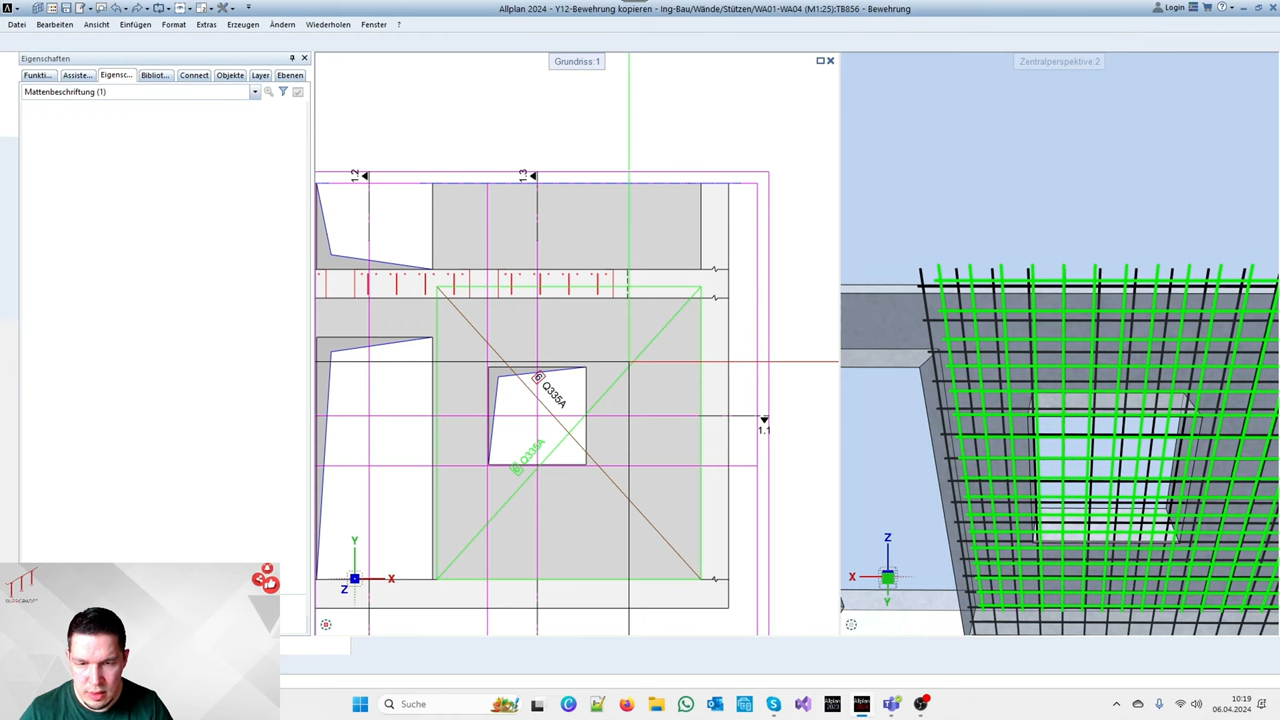 Allplan 2024 - Y12-Bewehrung kopieren - Ing-Bau/Wände/Stützen/WA01-WA04 (M1:25):TB856 - Bewehrung
Login
Datei Bearbeiten Ansicht Einfügen Format Extras Erzeugen Ändern Wiederholen Fenster ?
Eigenschaften
Funkti... Assiste... Eigensc... Bibliot... Connect Objekte Layer Ebenen
Mattenbeschriftung (1)
Grundriss:1
Zentralperspektive:2
1.2
1.3
6 Q335A
Q335A
1.1
Y
X
Z
Z
X
Y
Suche
10:19
06.04.2024